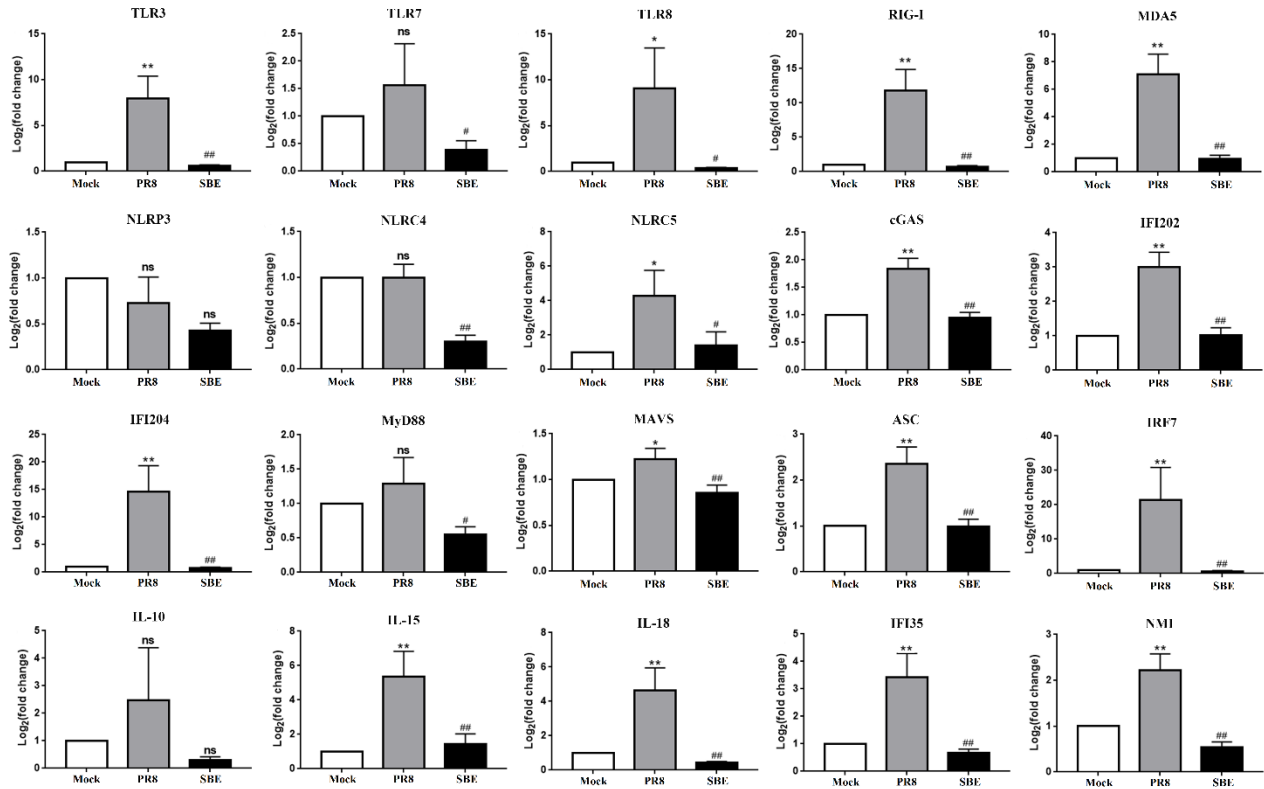 TLR3
TLR7
TLR8
RIG-I
MDA5
Log2(fold change)
15
10
5
0
**
##
Mock PR8 SBE
Log2(fold change)
2.5
2.0
1.5
1.0
0.5
0.0
ns
#
Mock PR8 SBE
Log2(fold change)
15
10
5
0
*
#
Mock PR8 SBE
Log2(fold change)
20
15
10
5
0
**
##
Mock PR8 SBE
Log2(fold change)
10
8
6
4
2
0
**
##
Mock PR8 SBE
NLRP3
NLRC4
NLRC5
cGAS
IFI202
Log2(fold change)
1.5
1.0
0.5
0.0
ns
ns
Mock PR8 SBE
Log2(fold change)
1.5
1.0
0.5
0.0
ns
##
Mock PR8 SBE
Log2(fold change)
8
6
4
2
0
*
#
Mock PR8 SBE
Log2(fold change)
2.5
2.0
1.5
1.0
0.5
0.0
**
##
Mock PR8 SBE
Log2(fold change)
4
3
2
1
0
**
##
Mock PR8 SBE
IFI204
MyD88
MAVS
ASC
IRF7
Log2(fold change)
25
20
15
10
5
0
**
##
Mock PR8 SBE
Log2(fold change)
2.0
1.5
1.0
0.5
0.0
ns
#
Mock PR8 SBE
Log2(fold change)
1.5
1.0
0.5
0.0
*
##
Mock PR8 SBE
Log2(fold change)
3
2
1
0
**
##
Mock PR8 SBE
Log2(fold change)
40
30
20
10
0
**
##
Mock PR8 SBE
IL-10
IL-15
IL-18
IFI35
NMI
Log2(fold change)
5
4
3
2
1
0
ns
ns
Mock PR8 SBE
Log2(fold change)
8
6
4
2
0
**
##
Mock PR8 SBE
Log2(fold change)
8
6
4
2
0
**
##
Mock PR8 SBE
Log2(fold change)
5
4
3
2
1
0
**
##
Mock PR8 SBE
Log2(fold change)
3
2
1
0
**
##
Mock PR8 SBE